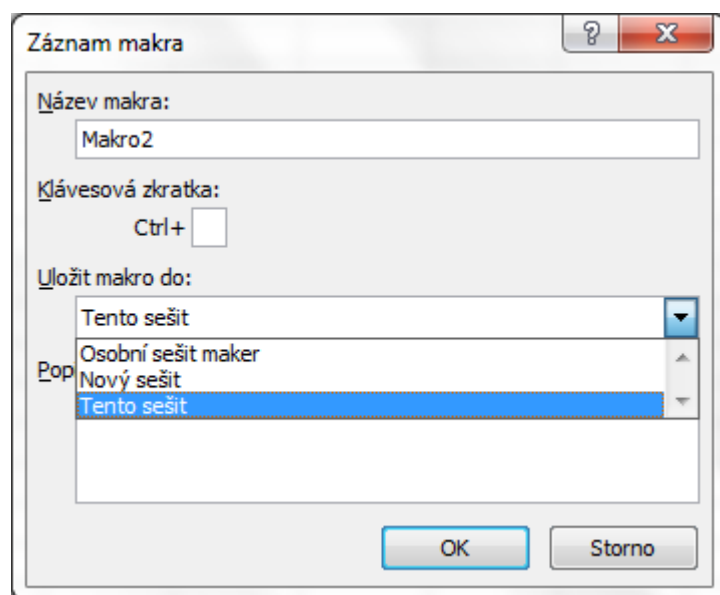 Záznam makra
Název makra:
Makro2
Klávesová zkratka:
Ctrl+
Uložit makro do:
Tento sešit
Osobní sešit maker
Pop
Nový sešit
Tento sešit
OK Storno